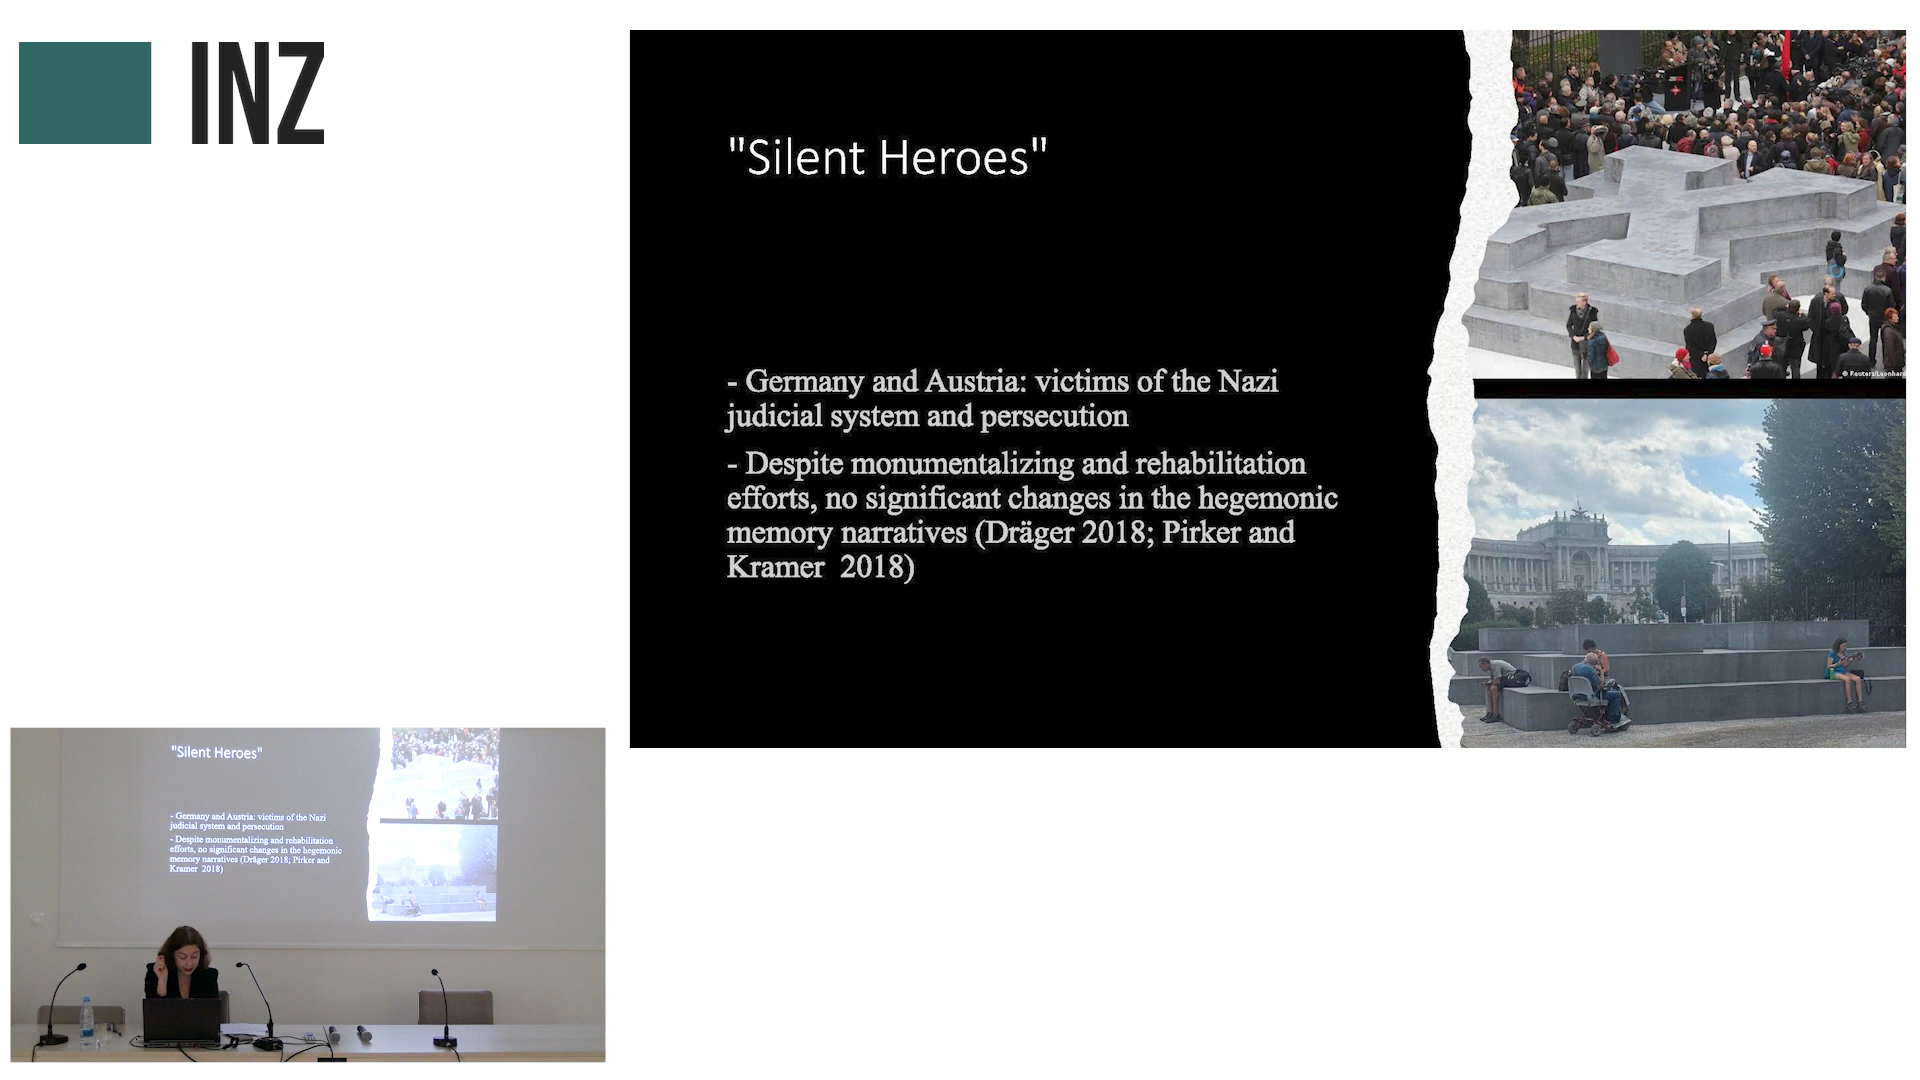 INZ
"Silent Heroes"
- Germany and Austria: victims of the Nazi
judicial system and persecution
- Despite monumentalizing and rehabilitation
efforts, no significant changes in the hegemonic
memory narratives (Dräger 2018; Pirker and
Kramer 2018)
"Silent Heroes"
- Germany and Austria: victims of the Nazi
judicial system and persecution
- Despite monumentalizing and rehabilitation
efforts, no significant changes in the hegemonic
memory narratives (Dräger 2018; Pirker and
Kramer 2018)